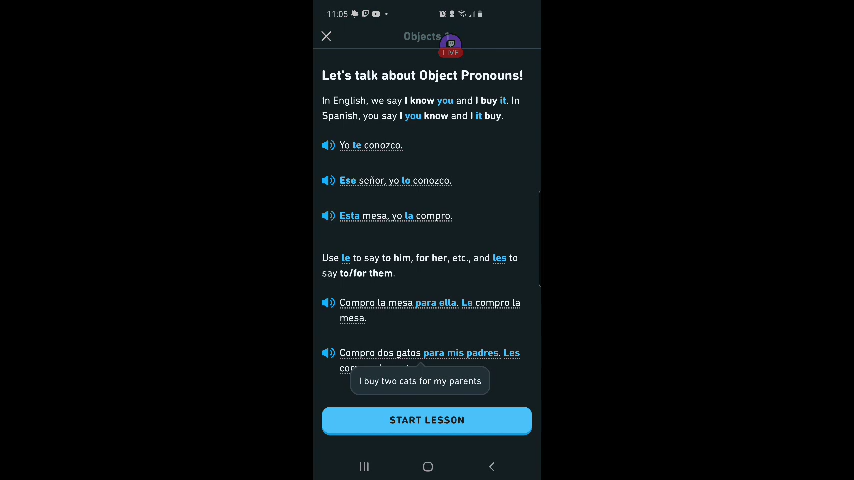 11:05
Objects 1
LIVE
Let's talk about Object Pronouns!
In English, we say I know you and I buy it. In
Spanish, you say I you know and I it buy.
Yo le conozco.
Ese señor, yo lo conozco.
Esta mesa, yo la compro.
Use le to say to him, for her, etc., and les to
say to/for them.
Compro la mesa para ella. Le compro la
mesa.
Compro dos gatos para mis padres. Les
I buy two cats for my parents
START LESSON